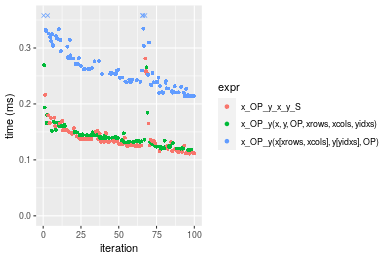 0.3
0.2
0.1
0.0
time (ms)
0
25
50
75
100
iteration
expr
x_OP_y_x_y_S
x_OP_y(x, y, OP, xrows, xcols, yidxs)
x_OP_y(x[xrows, xcols], y[yidxs], OP)